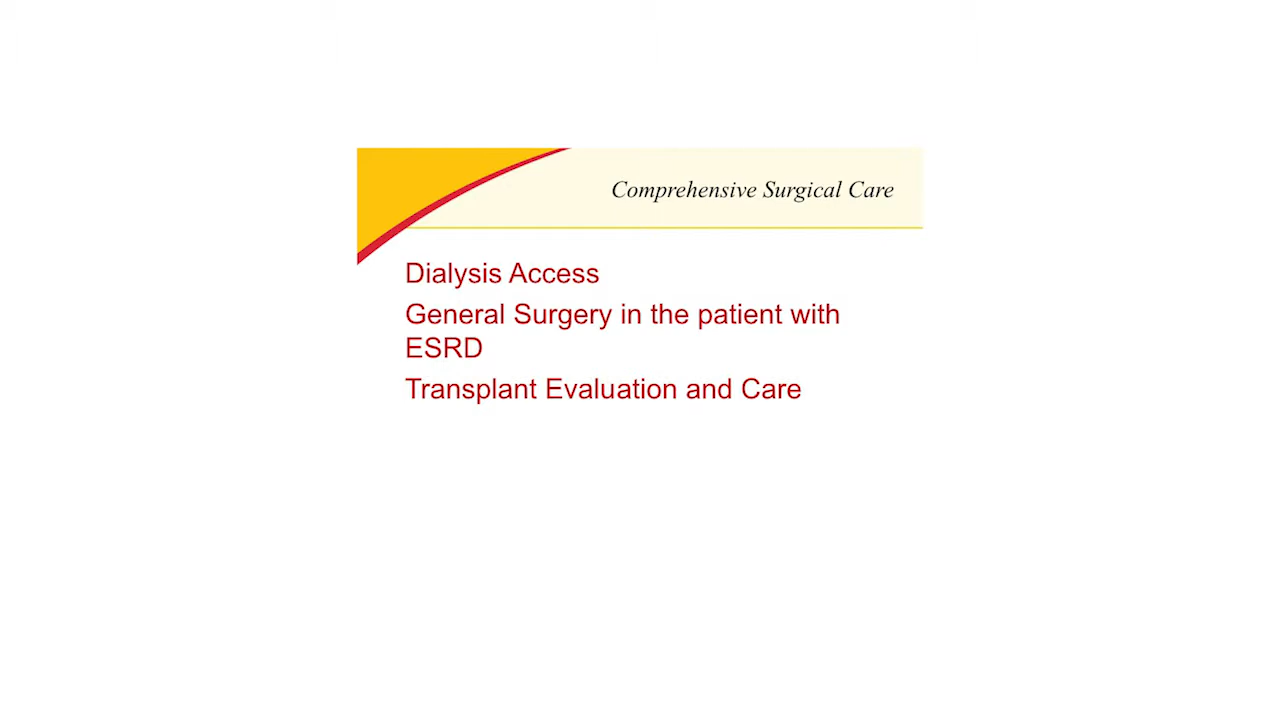 Comprehensive Surgical Care
Dialysis Access
General Surgery in the patient with
ESRD
Transplant Evaluation and Care